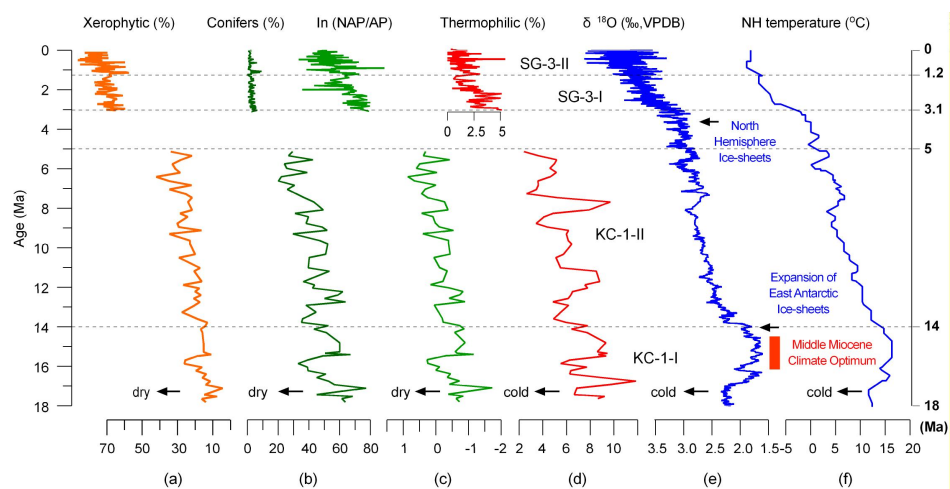 Xerophytic (%) Conifers (%) In (NAP/AP) Thermophilic (%) δ ¹⁸O (‰,VPDB) NH temperature (⁰C)
0 0
SG-3-II
1.2
2
SG-3-I
3.1
0 2.5 5
4
North
Hemisphere
Ice-sheets
5
6
8
Age (Ma)
KC-1-II
10
12
Expansion of
East Antarctic
Ice-sheets
14 14
Middle Miocene
Climate Optimum
KC-1-I
16
dry dry dry cold cold cold
18 18
(Ma)
70 50 30 10 0 20 40 60 80 1 0 -1 -2 2 4 6 8 10 12 3.5 3.0 2.5 2.0 1.5 -10 -5 0 5 10 15 20
(a) (b) (c) (d) (e) (f)